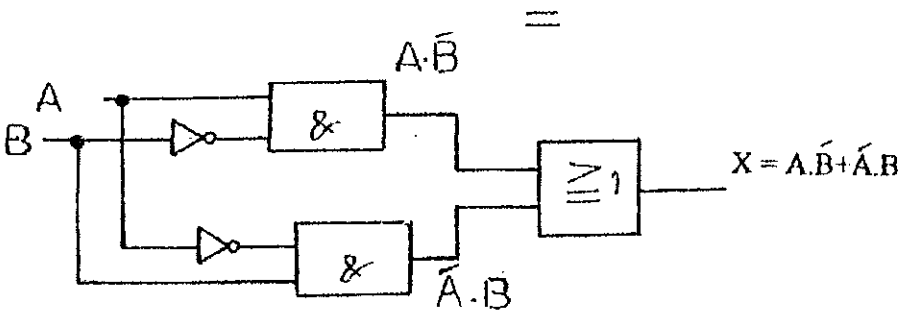 =
A·B̄
A
&
B
≧1
X = A.B́+Á.B
&
Á.B